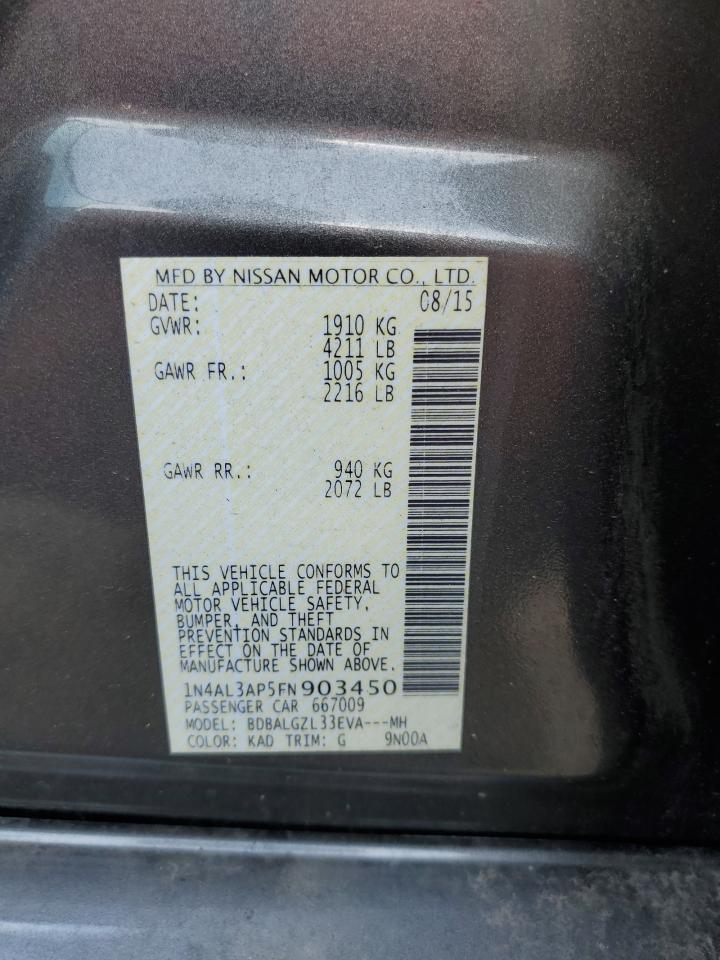 MFD BY NISSAN MOTOR CO., LTD.
DATE: 08/15
GVWR: 1910 KG
4211 LB
GAWR FR.: 1005 KG
2216 LB
GAWR RR.: 940 KG
2072 LB
THIS VEHICLE CONFORMS TO
ALL APPLICABLE FEDERAL
MOTOR VEHICLE SAFETY,
BUMPER, AND THEFT
PREVENTION STANDARDS IN
EFFECT ON THE DATE OF
MANUFACTURE SHOWN ABOVE.
1N4AL3AP5FN903450
PASSENGER CAR 667009
MODEL: BDBALGZL33EVA---MH
COLOR: KAD TRIM: G 9N00A